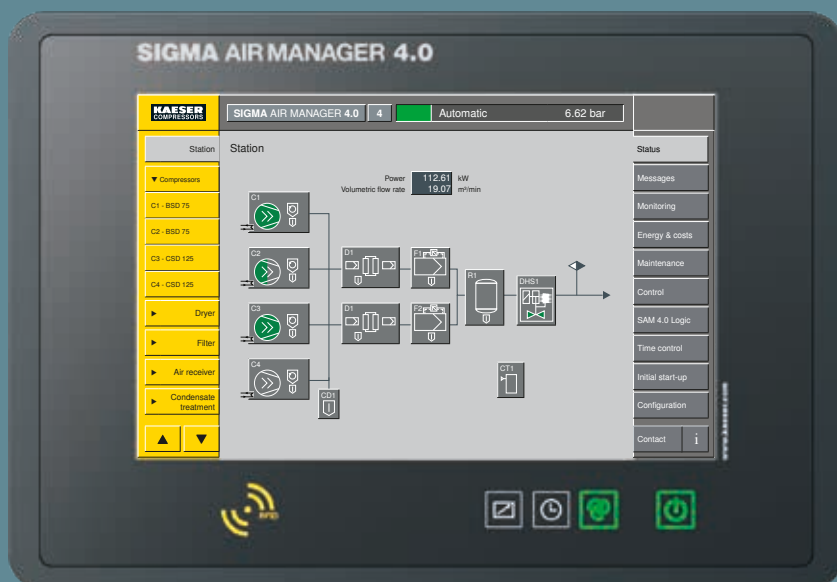 SIGMA AIR MANAGER 4.0
KAESER
COMPRESSORS
SIGMA AIR MANAGER 4.0 4 Automatic 6.62 bar
Station
▼ Compressors
C1 - BSD 75
C2 - BSD 75
C3 - CSD 125
C4 - CSD 125
► Dryer
► Filter
► Air receiver
► Condensate
treatment
▲ ▼
Station
Power 112.61 kW
Volumetric flow rate 19.07 m³/min
C1
C2 D1 F1
R1 DHS1
C3 D1 F2
C4 CT1
CD1
Status
Messages
Monitoring
Energy & costs
Maintenance
Control
SAM 4.0 Logic
Time control
Initial start-up
Configuration
Contact i
www.kaeser.com
RFID